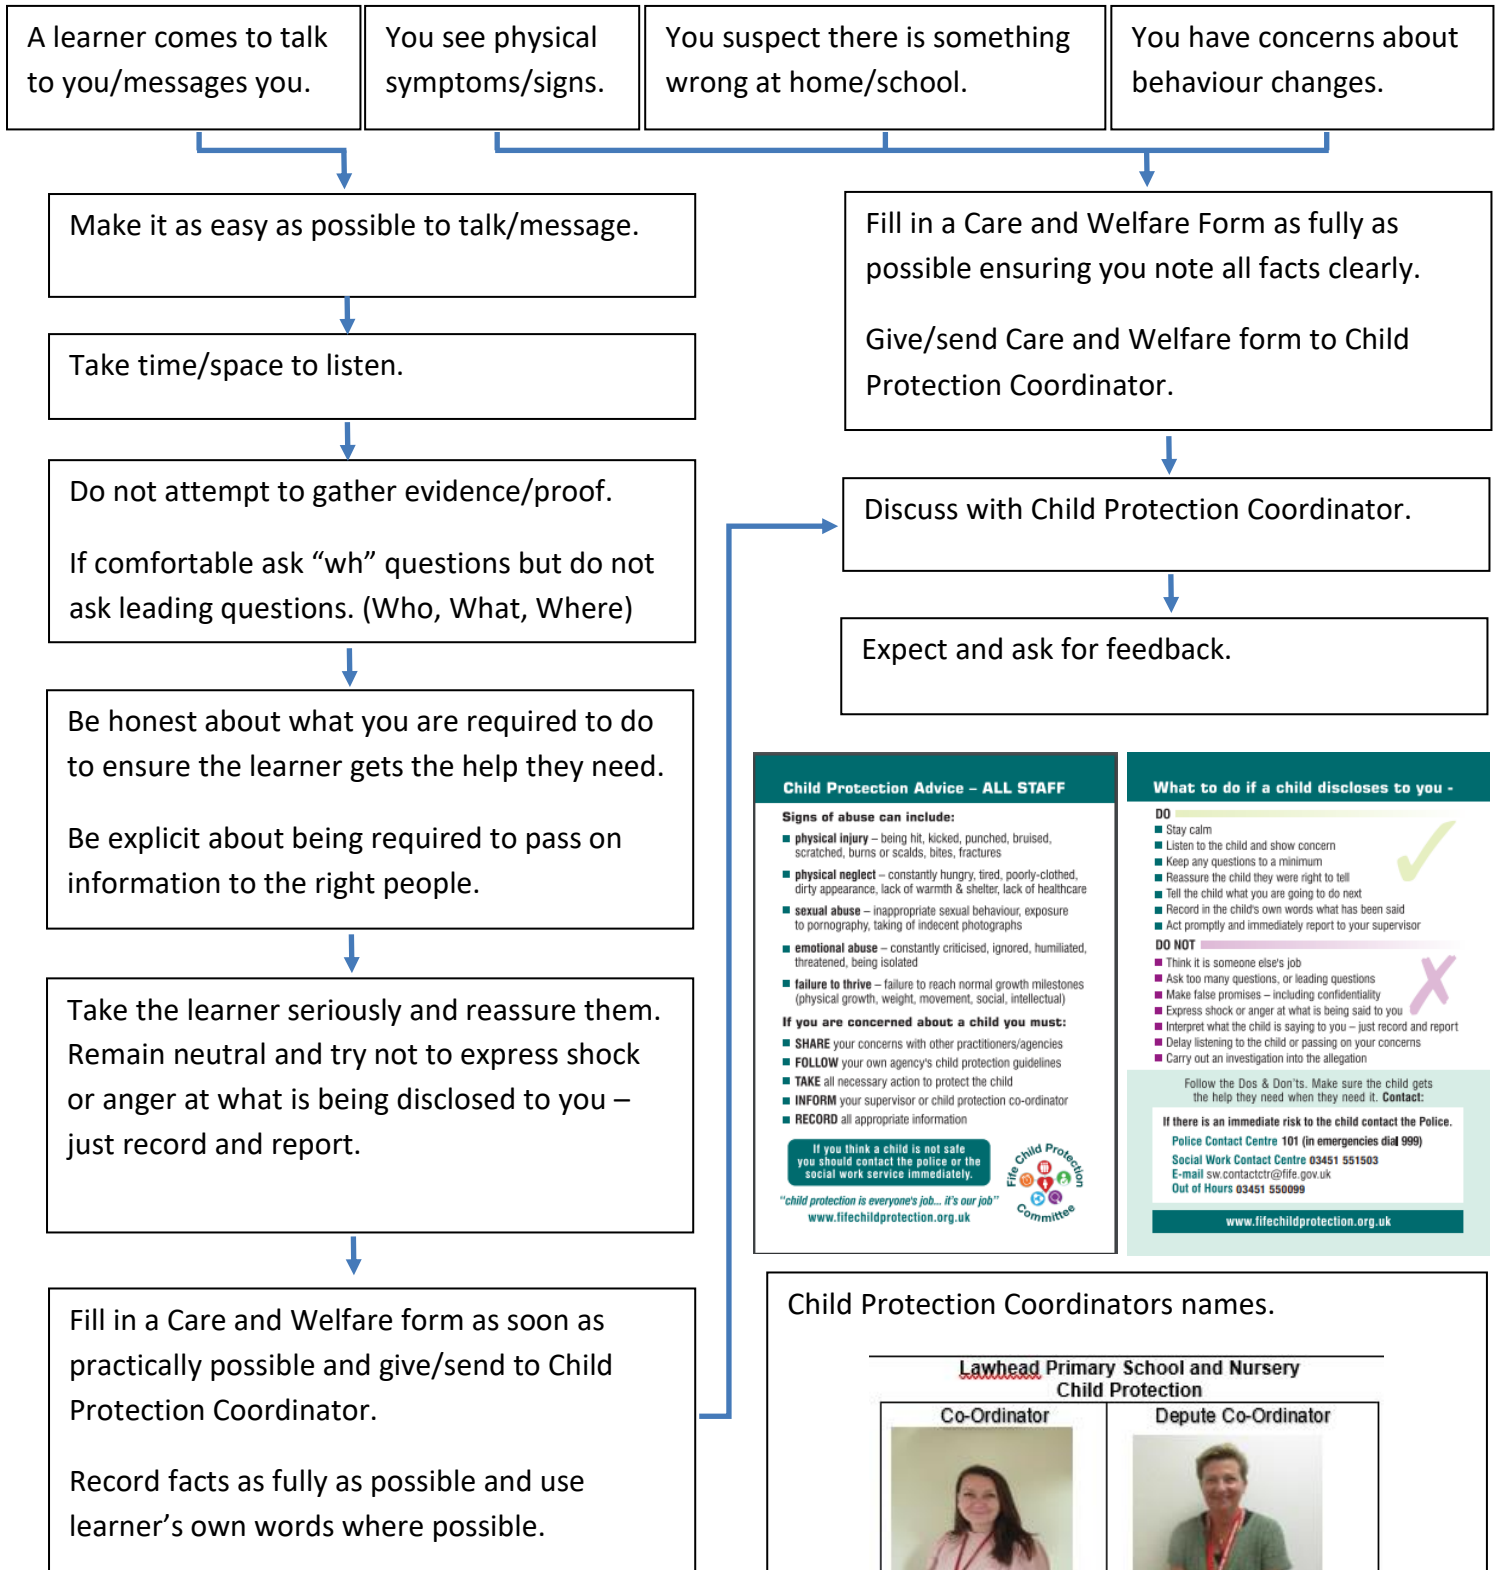 A learner comes to talk
to you/messages you.
You see physical
symptoms/signs.
You suspect there is something
wrong at home/school.
You have concerns about
behaviour changes.
Make it as easy as possible to talk/message.
Take time/space to listen.
Do not attempt to gather evidence/proof.
If comfortable ask “wh” questions but do not
ask leading questions. (Who, What, Where)
Be honest about what you are required to do
to ensure the learner gets the help they need.
Be explicit about being required to pass on
information to the right people.
Take the learner seriously and reassure them.
Remain neutral and try not to express shock
or anger at what is being disclosed to you –
just record and report.
Fill in a Care and Welfare form as soon as
practically possible and give/send to Child
Protection Coordinator.
Record facts as fully as possible and use
learner’s own words where possible.
Fill in a Care and Welfare Form as fully as
possible ensuring you note all facts clearly.
Give/send Care and Welfare form to Child
Protection Coordinator.
Discuss with Child Protection Coordinator.
Expect and ask for feedback.
Child Protection Advice – ALL STAFF
Signs of abuse can include:
physical injury – being hit, kicked, punched, bruised,
scratched, burns or scalds, bites, fractures
physical neglect – constantly hungry, tired, poorly-clothed,
dirty appearance, lack of warmth & shelter, lack of healthcare
sexual abuse – inappropriate sexual behaviour, exposure
to pornography, taking of indecent photographs
emotional abuse – constantly criticised, ignored, humiliated,
threatened, being isolated
failure to thrive – failure to reach normal growth milestones
(physical growth, weight, movement, social, intellectual)
If you are concerned about a child you must:
SHARE your concerns with other practitioners/agencies
FOLLOW your own agency's child protection guidelines
TAKE all necessary action to protect the child
INFORM your supervisor or child protection co-ordinator
RECORD all appropriate information
If you think a child is not safe
you should contact the police or the
social work service immediately.
"child protection is everyone's job... it's our job"
www.fifechildprotection.org.uk
Fife Child Protection Committee
What to do if a child discloses to you -
DO
Stay calm
Listen to the child and show concern
Keep any questions to a minimum
Reassure the child they were right to tell
Tell the child what you are going to do next
Record in the child's own words what has been said
Act promptly and immediately report to your supervisor
DO NOT
Think it is someone else's job
Ask too many questions, or leading questions
Make false promises – including confidentiality
Express shock or anger at what is being said to you
Interpret what the child is saying to you – just record and report
Delay listening to the child or passing on your concerns
Carry out an investigation into the allegation
Follow the Dos & Don'ts. Make sure the child gets
the help they need when they need it. Contact:
If there is an immediate risk to the child contact the Police.
Police Contact Centre 101 (in emergencies dial 999)
Social Work Contact Centre 03451 551503
E-mail sw.contactctr@fife.gov.uk
Out of Hours 03451 550099
www.fifechildprotection.org.uk
Child Protection Coordinators names.
Lawhead Primary School and Nursery
Child Protection
Co-Ordinator
Depute Co-Ordinator